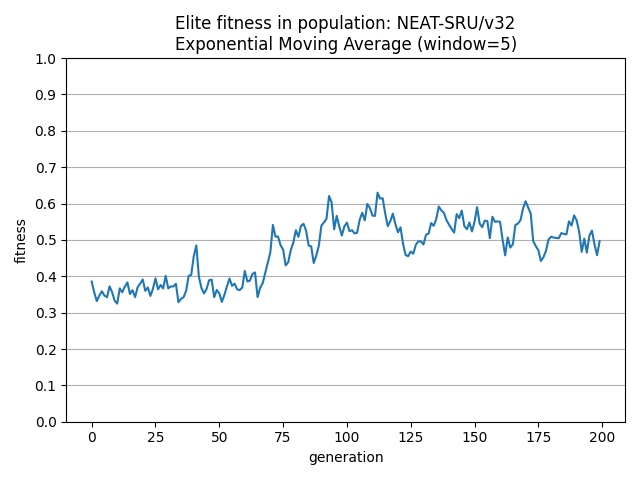 Elite fitness in population: NEAT-SRU/v32
Exponential Moving Average (window=5)
1.0
0.9
0.8
0.7
0.6
0.5
0.4
0.3
0.2
0.1
0.0
fitness
0 25 50 75 100 125 150 175 200
generation